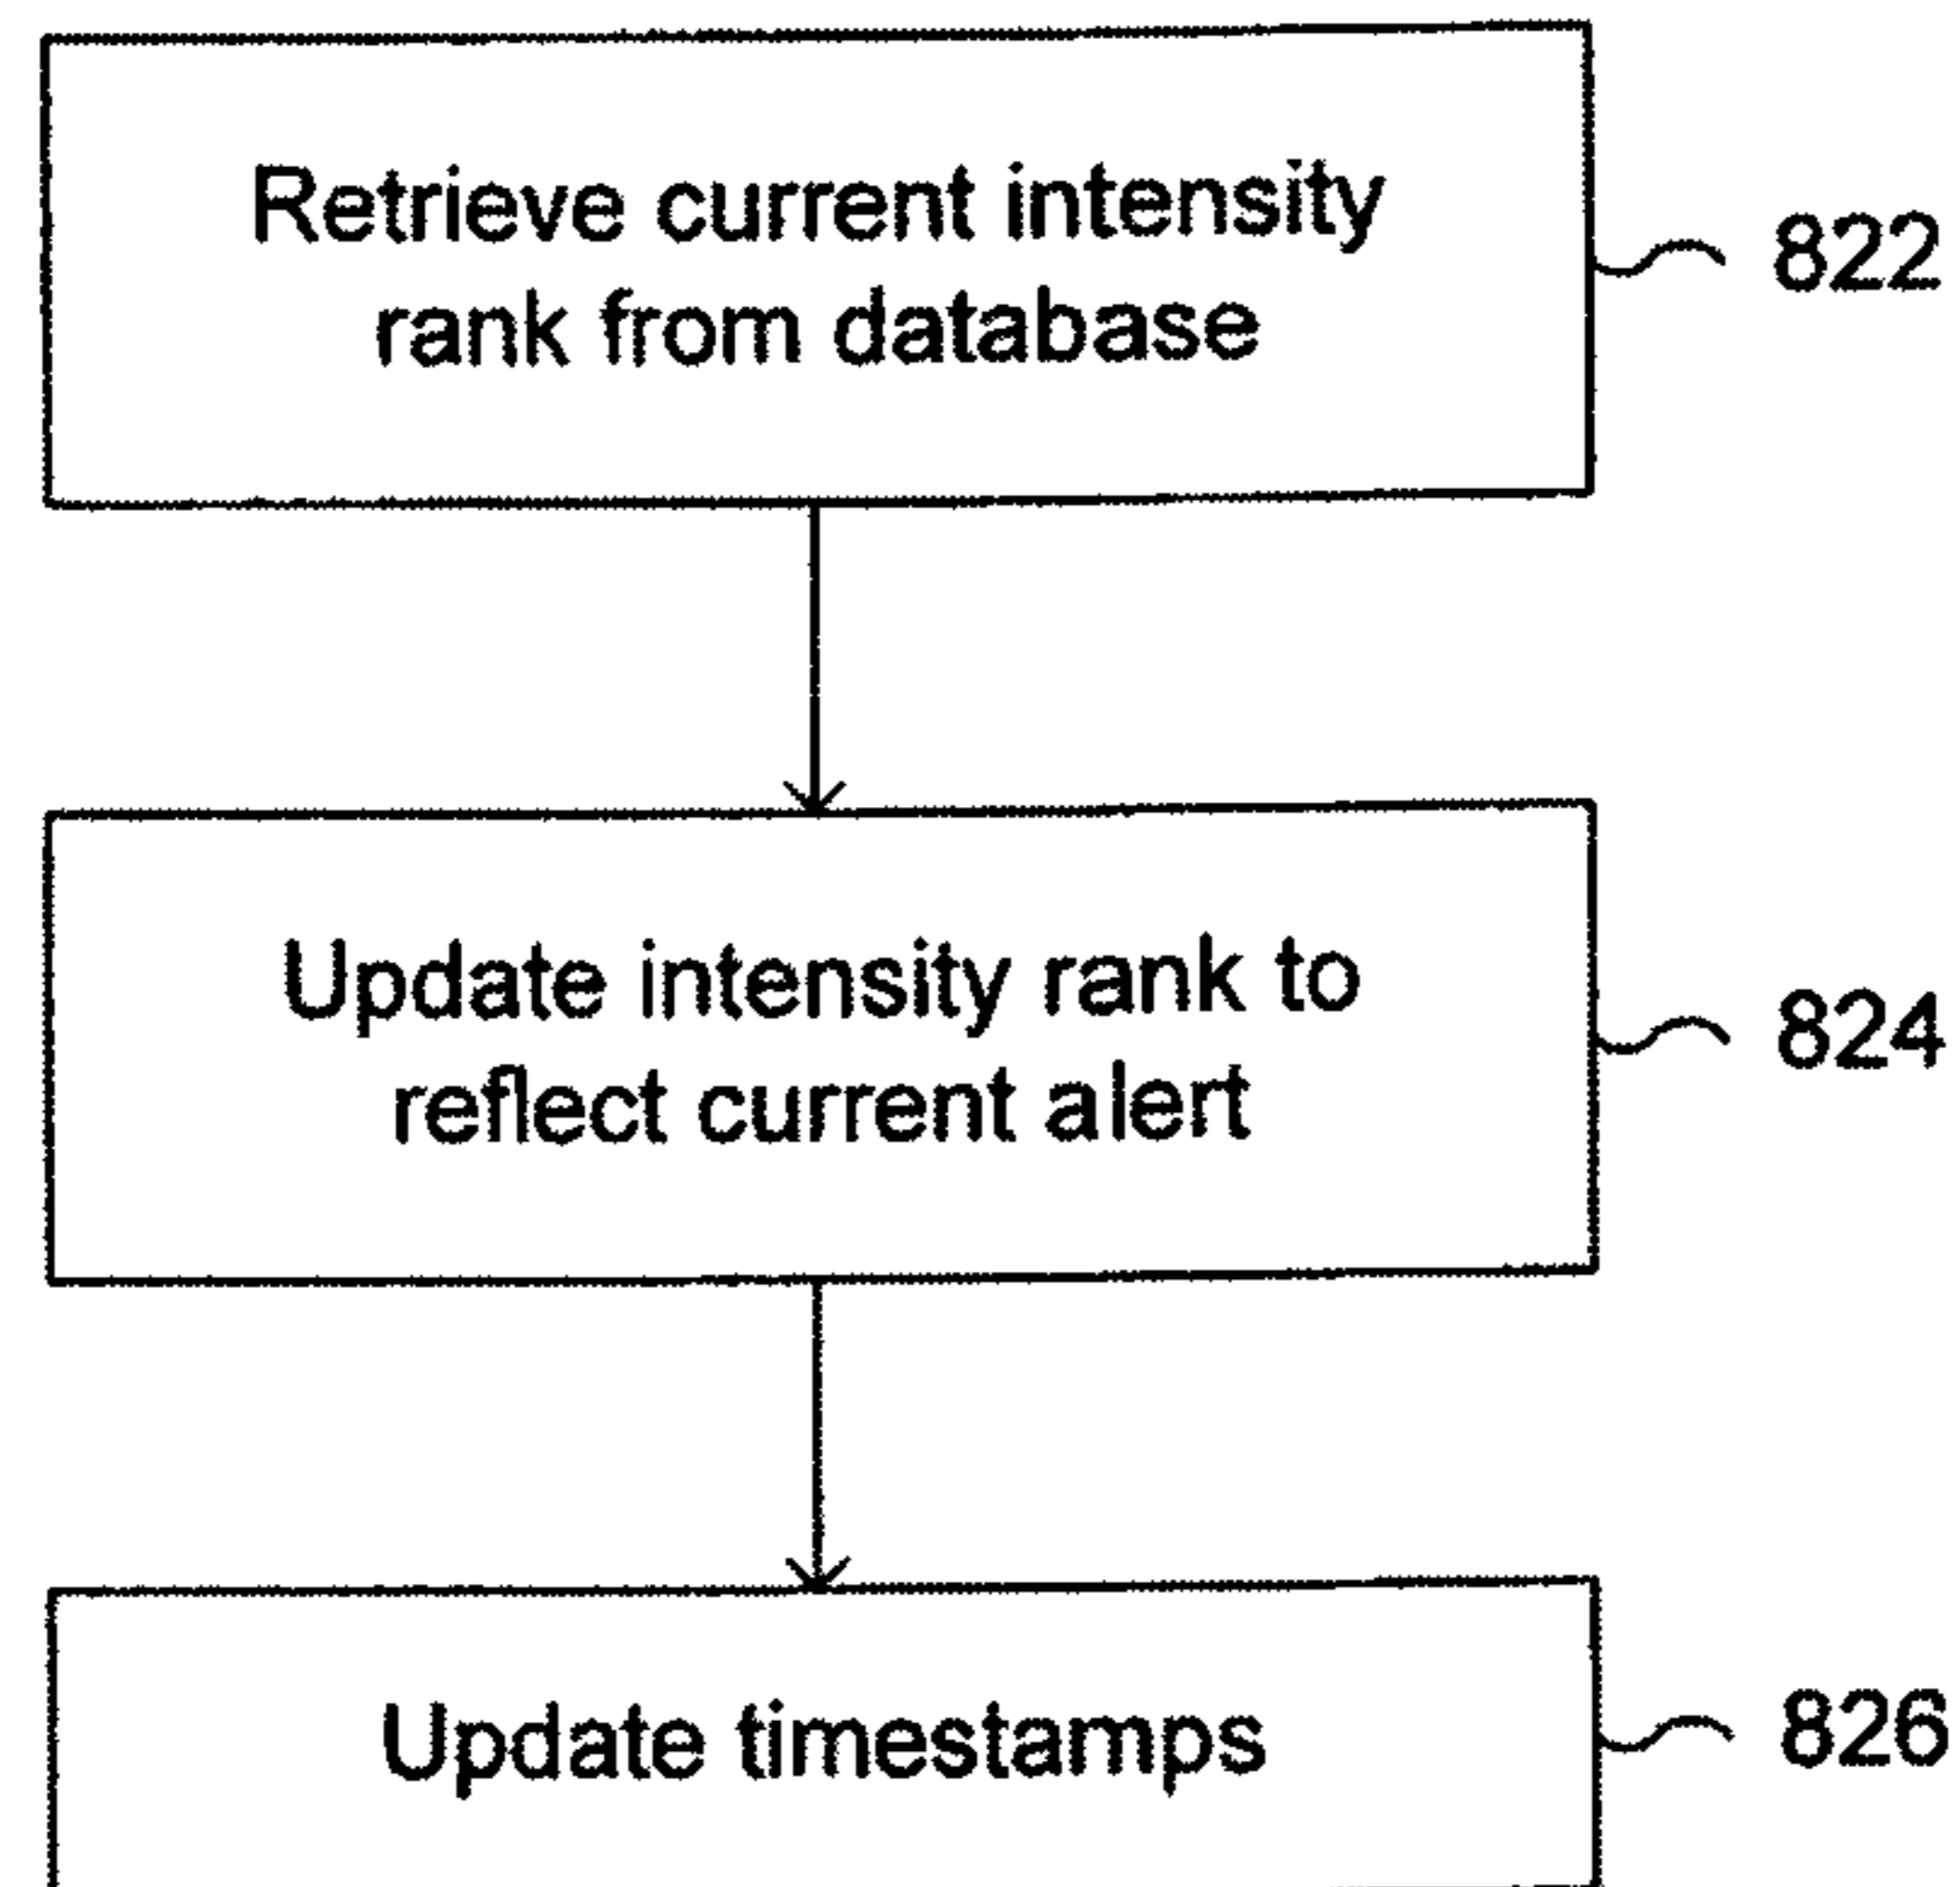 Retrieve current intensity
rank from database
822
Update intensity rank to
reflect current alert
824
Update timestamps
826